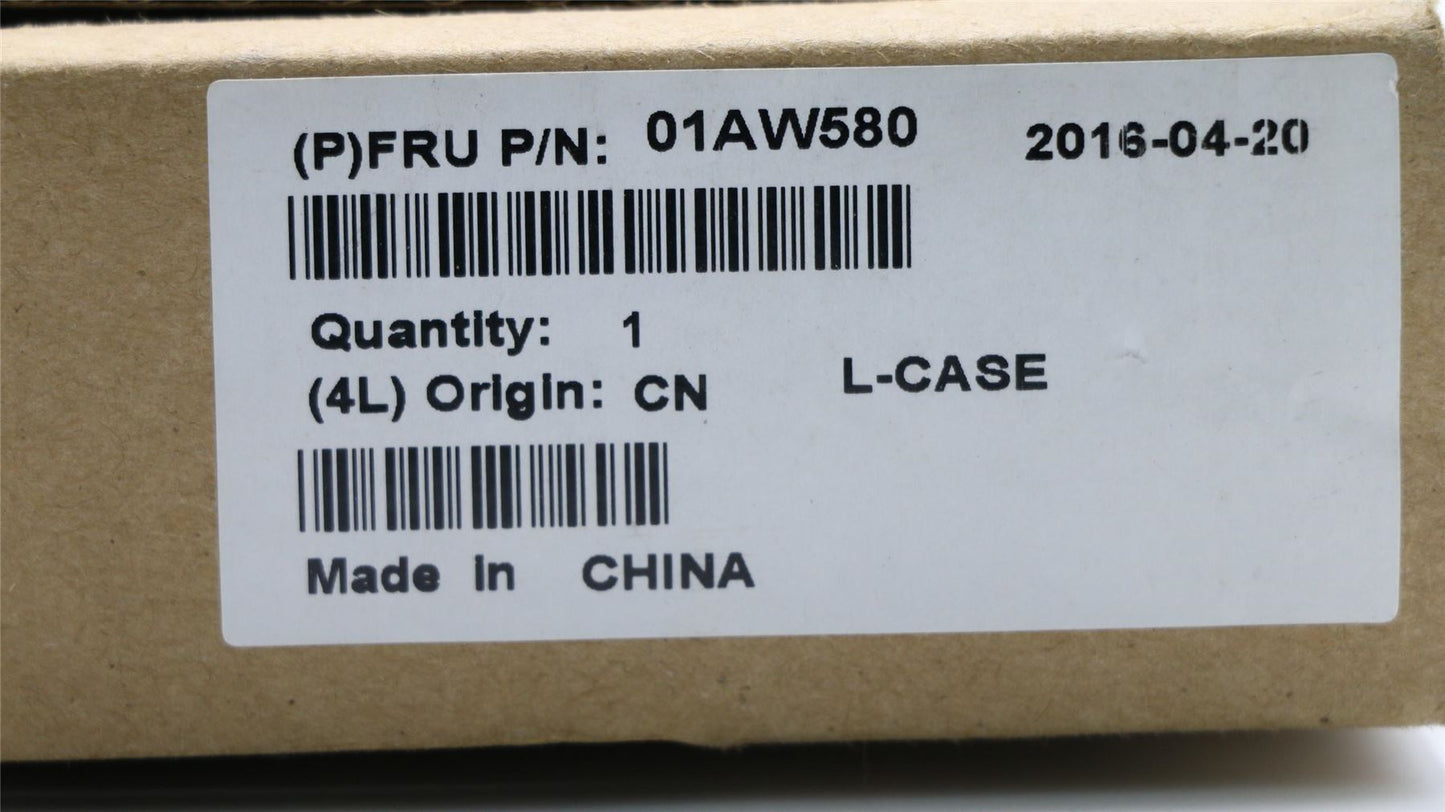 (P)FRU P/N: 01AW580 2016-04-20
Quantity: 1
(4L) Origin: CN L-CASE
Made in CHINA